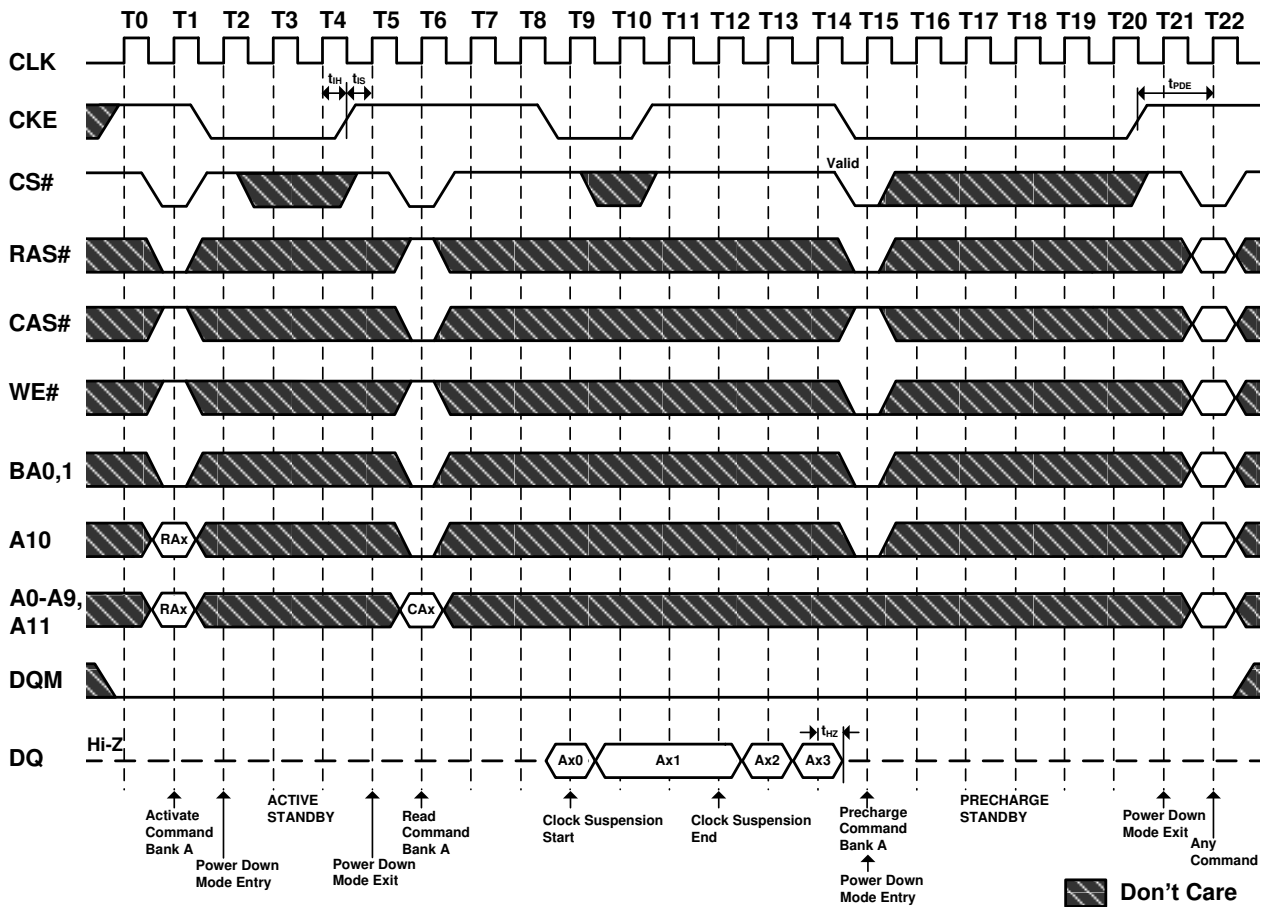 T0 T1 T2 T3 T4 T5 T6 T7 T8 T9 T10 T11 T12 T13 T14 T15 T16 T17 T18 T19 T20 T21 T22
CLK
tIH tIS
tPDE
CKE
Valid
CS#
RAS#
CAS#
WE#
BA0,1
A10
RAx
A0-A9,
A11
RAx
CAx
DQM
Hi-Z
tHZ
DQ
Ax0
Ax1
Ax2
Ax3
Activate
Command
Bank A
Power Down
Mode Entry
ACTIVE
STANDBY
Power Down
Mode Exit
Read
Command
Bank A
Clock Suspension
Start
Clock Suspension
End
Precharge
Command
Bank A
Power Down
Mode Entry
PRECHARGE
STANDBY
Power Down
Mode Exit
Any
Command
Don't Care